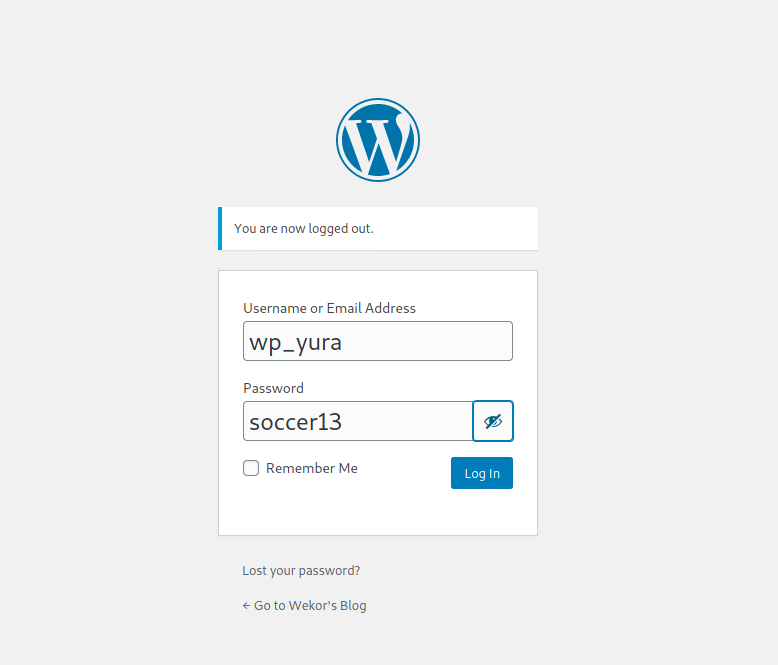 You are now logged out.
Username or Email Address
wp_yura
Password
soccer13
Remember Me
Log In
Lost your password?
← Go to Wekor's Blog